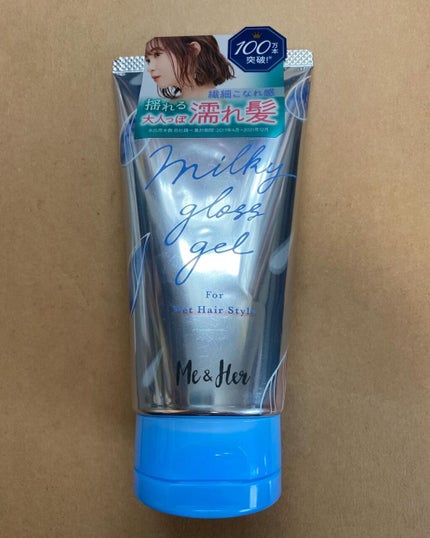 100万本
突破!*
繊細こなれ感
揺れる
大人っぽ 濡れ髪
milky
gloss
gel
For
Wet Hair Style
Me & Her